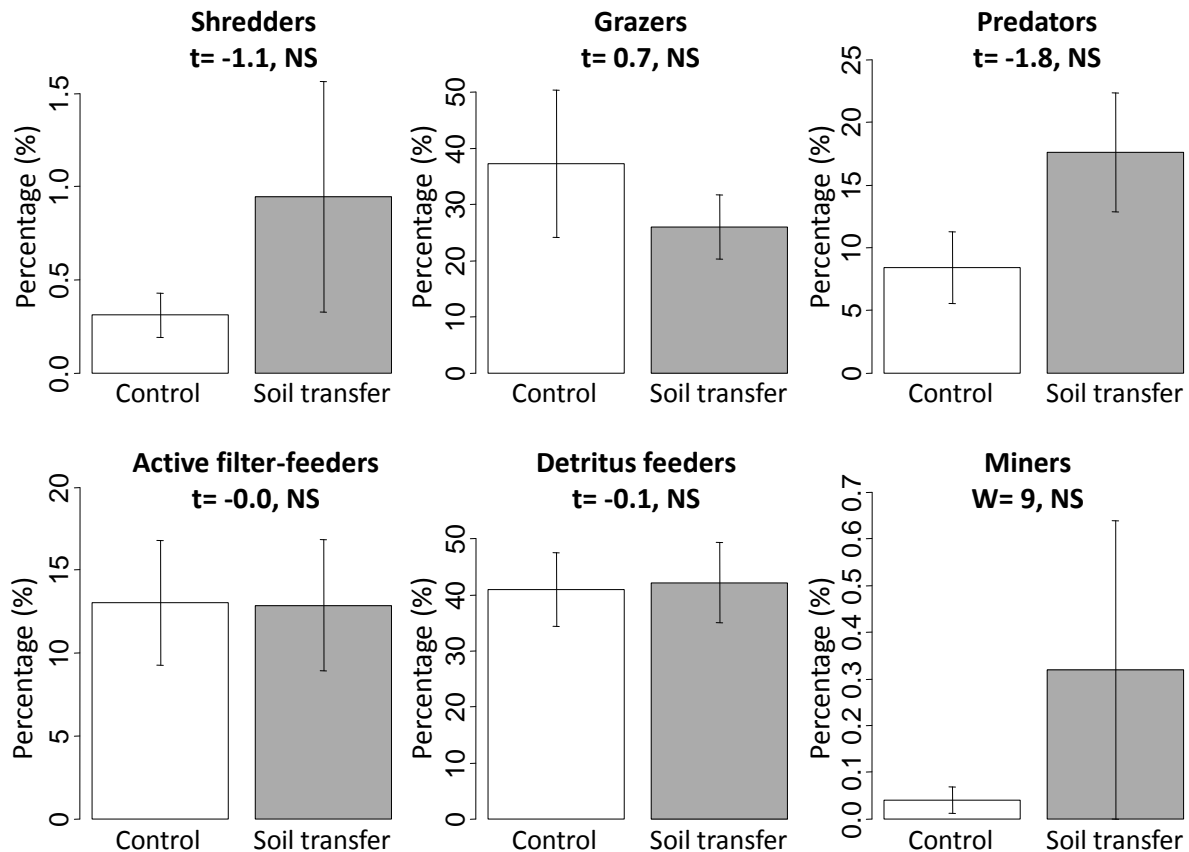 Shredders
t= -1.1, NS
Percentage (%)
0.0
0.5
1.0
1.5
Control
Soil transfer
Grazers
t= 0.7, NS
Percentage (%)
0
10
20
30
40
50
Control
Soil transfer
Predators
t= -1.8, NS
Percentage (%)
0
5
10
15
20
25
Control
Soil transfer
Active filter-feeders
t= -0.0, NS
Percentage (%)
0
5
10
15
20
Control
Soil transfer
Detritus feeders
t= -0.1, NS
Percentage (%)
0
10
20
30
40
50
Control
Soil transfer
Miners
W= 9, NS
Percentage (%)
0.0
0.1
0.2
0.3
0.4
0.5
0.6
0.7
Control
Soil transfer